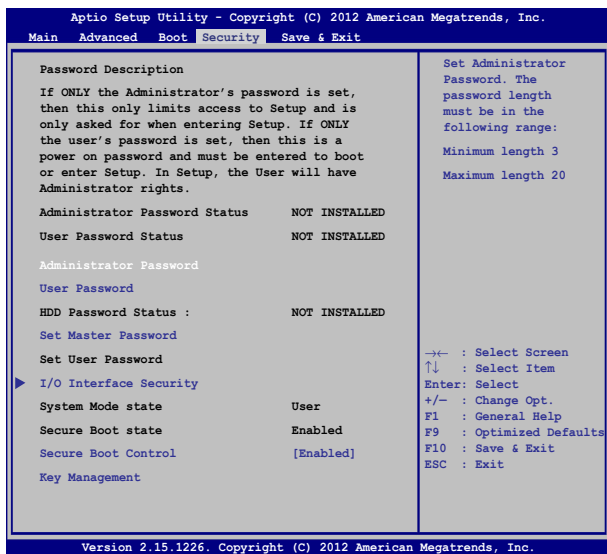 Aptio Setup Utility - Copyright (C) 2012 American Megatrends, Inc.
Main Advanced Boot Security Save & Exit
Password Description
If ONLY the Administrator's password is set,
then this only limits access to Setup and is
only asked for when entering Setup. If ONLY
the user's password is set, then this is a
power on password and must be entered to boot
or enter Setup. In Setup, the User will have
Administrator rights.
Administrator Password Status NOT INSTALLED
User Password Status NOT INSTALLED
Administrator Password
User Password
HDD Password Status : NOT INSTALLED
Set Master Password
Set User Password
I/O Interface Security
System Mode state User
Secure Boot state Enabled
Secure Boot Control [Enabled]
Key Management
Set Administrator
Password. The
password length
must be in the
following range:
Minimum length 3
Maximum length 20
→← : Select Screen
↑↓ : Select Item
Enter: Select
+/— : Change Opt.
F1 : General Help
F9 : Optimized Defaults
F10 : Save & Exit
ESC : Exit
Version 2.15.1226. Copyright (C) 2012 American Megatrends, Inc.